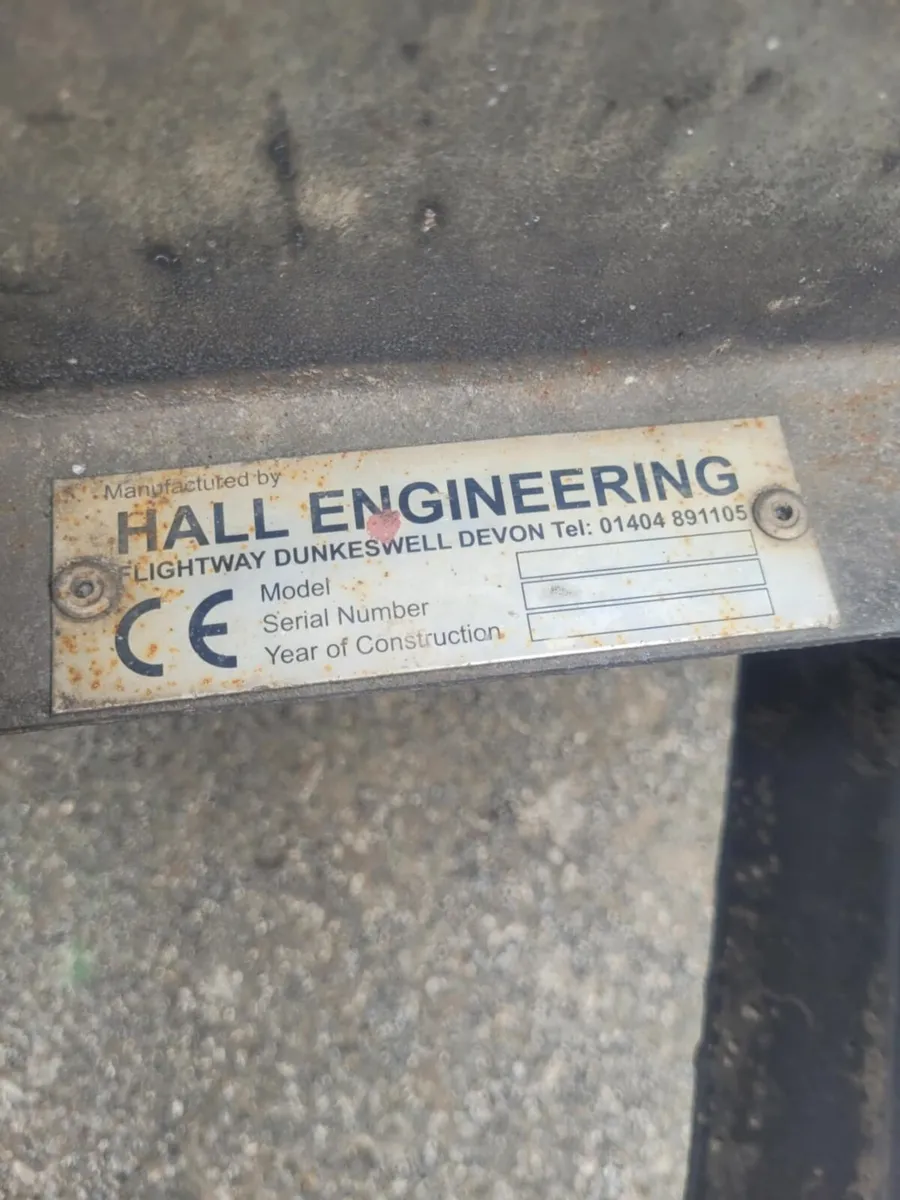 Manufactured by
HALL ENGINEERING
FLIGHTWAY DUNKESWELL DEVON Tel: 01404 891105
CE
Model
Serial Number
Year of Construction